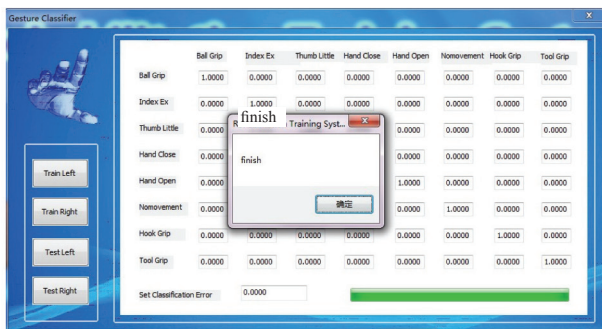 Gesture Classifier
x
Ball Grip Index Ex Thumb Little Hand Close Hand Open Nomovement Hook Grip Tool Grip
Ball Grip 1.0000 0.0000 0.0000 0.0000 0.0000 0.0000 0.0000 0.0000
Index Ex 0.0000 1.0000 0.0000 0.0000 0.0000 0.0000 0.0000 0.0000
finish
R Training Syst...
x
Thumb Little 0.0000 0.0000 0.0000 0.0000 0.0000
Hand Close 0.0000 0.0000 0.0000 0.0000 0.0000
finish
Train Left
Hand Open 0.0000 1.0000 0.0000 0.0000 0.0000
确定
Train Right
Nomovement 0.0000 0.0000 1.0000 0.0000 0.0000
Hook Grip 0.0000 0.0000 0.0000 0.0000 0.0000 0.0000 1.0000 0.0000
Test Left
Tool Grip 0.0000 0.0000 0.0000 0.0000 0.0000 0.0000 0.0000 1.0000
Test Right
Set Classification Error 0.0000